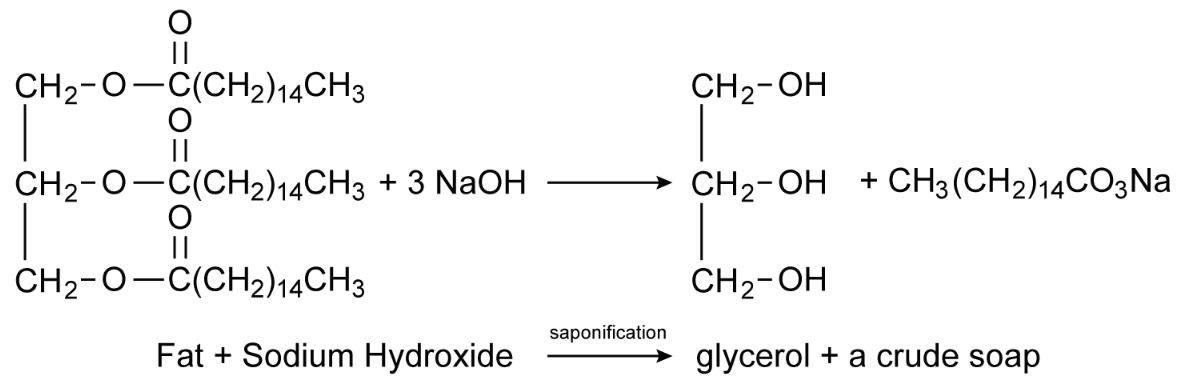 O
||
CH₂-O—C(CH₂)₁₄CH₃
O
||
CH₂-O—C(CH₂)₁₄CH₃ + 3 NaOH ⟶ CH₂-OH + CH₃(CH₂)₁₄CO₃Na
O
||
CH₂-O—C(CH₂)₁₄CH₃
CH₂-OH
CH₂-OH
saponification
Fat + Sodium Hydroxide ⟶ glycerol + a crude soap